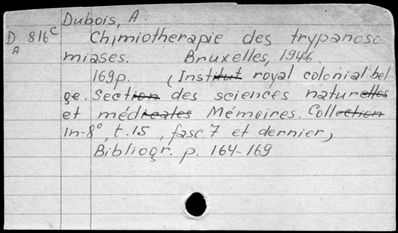 Dubois, A.
D 816c Chimiotherapie des trypanoso
A miases. Bruxelles, 1946.
169p. (Institut royal colonial bel
ge. Section des sciences naturelles
et médicales Mémoires. Collection
in-8°, t.15, fasc 7 et dernier,
Bibliogr. p. 164-169